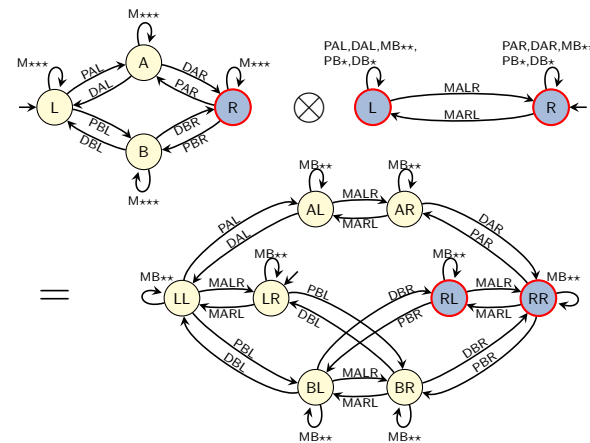 M⋆⋆⋆
M⋆⋆⋆
PAL
DAL
A
DAR
PAR
M⋆⋆⋆
L
R
PBL
DBL
B
DBR
PBR
M⋆⋆⋆
⊗
PAL,DAL,MB⋆⋆,
PB⋆,DB⋆
PAR,DAR,MB⋆⋆
PB⋆,DB⋆
L
MALR
MARL
R
=
MB⋆⋆
MB⋆⋆
AL
MALR
MARL
AR
PAL
DAL
DAR
PAR
MB⋆⋆
MB⋆⋆
MB⋆⋆
MB⋆⋆
LL
MALR
MARL
LR
PBL
DBL
DBR
PBR
RL
MALR
MARL
RR
PBL
DBL
DBR
PBR
BL
MALR
MARL
BR
MB⋆⋆
MB⋆⋆